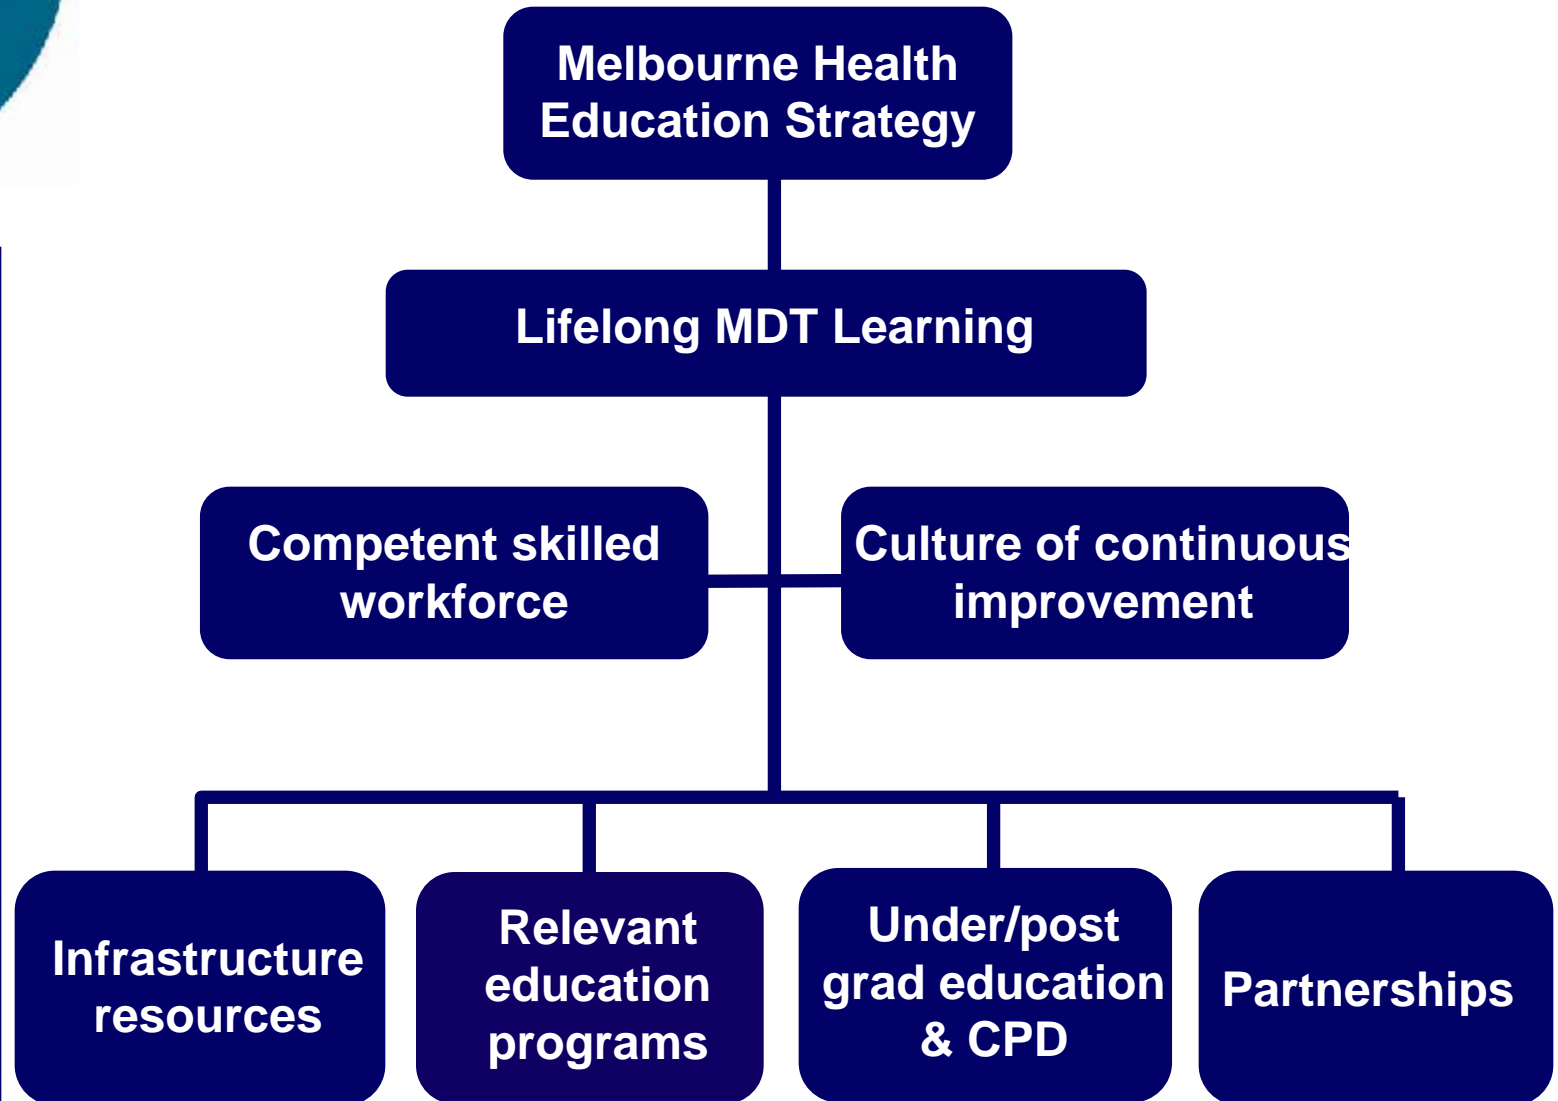 Melbourne Health
Education Strategy
Lifelong MDT Learning
Competent skilled
workforce
Culture of continuous
improvement
Infrastructure
resources
Relevant
education
programs
Under/post
grad education
& CPD
Partnerships